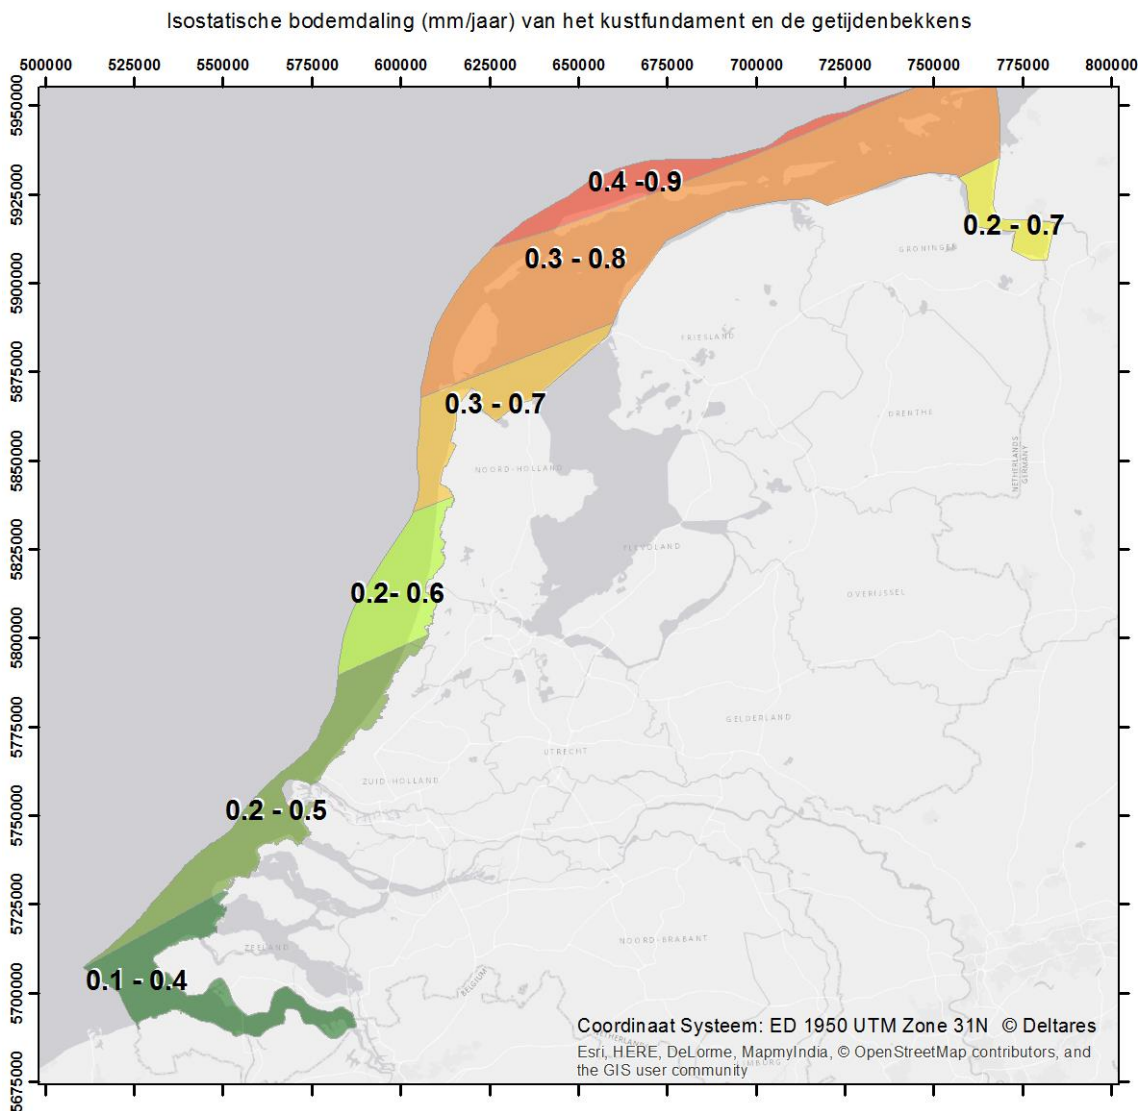 Isostatische bodemdaling (mm/jaar) van het kustfundament en de getijdenbekkens
500000 525000 550000 575000 600000 625000 650000 675000 700000 725000 750000 775000 800000
5950000
5925000
5900000
5875000
5850000
5825000
5800000
5775000
5750000
5725000
5700000
5675000
0.4 -0.9
0.2 - 0.7
GRONINGEN
0.3 - 0.8
FRIESLAND
0.3 - 0.7
DRENTHE
NOORD-HOLLAND
NETHERLANDS
GERMANY
FLEVOLAND
0.2- 0.6
OVERIJSSEL
GELDERLAND
UTRECHT
ZUID-HOLLAND
0.2 - 0.5
ZEELAND
NOORD-BRABANT
0.1 - 0.4
BELGIUM
Coordinaat Systeem: ED 1950 UTM Zone 31N © Deltares
Esri, HERE, DeLorme, MapmyIndia, © OpenStreetMap contributors, and
the GIS user community